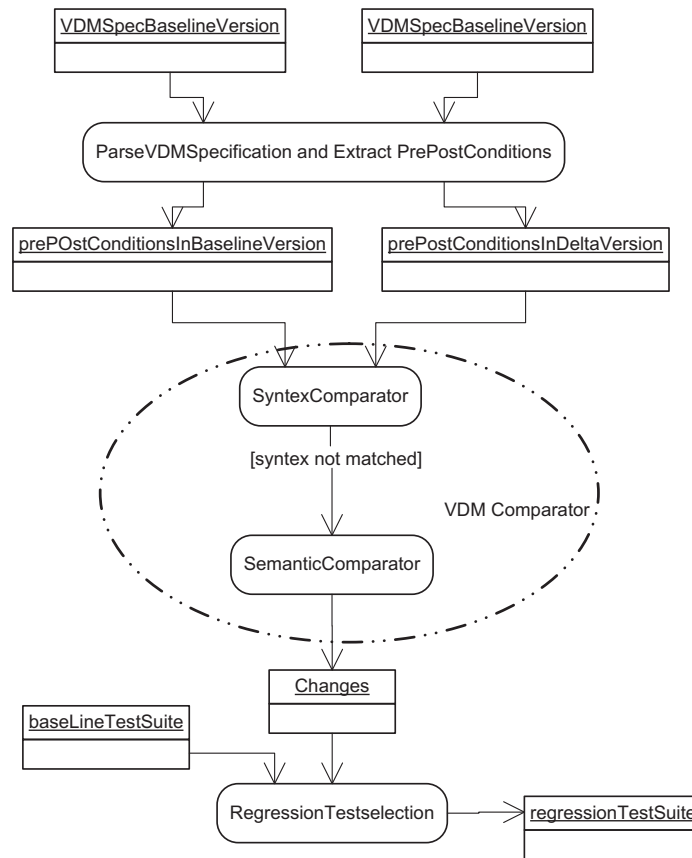 VDMSpecBaselineVersion
VDMSpecBaselineVersion
ParseVDMSpecification and Extract PrePostConditions
prePOstConditionsInBaselineVersion
prePostConditionsInDeltaVersion
SyntexComparator
[syntex not matched]
VDM Comparator
SemanticComparator
Changes
baseLineTestSuite
RegressionTestselection
regressionTestSuite